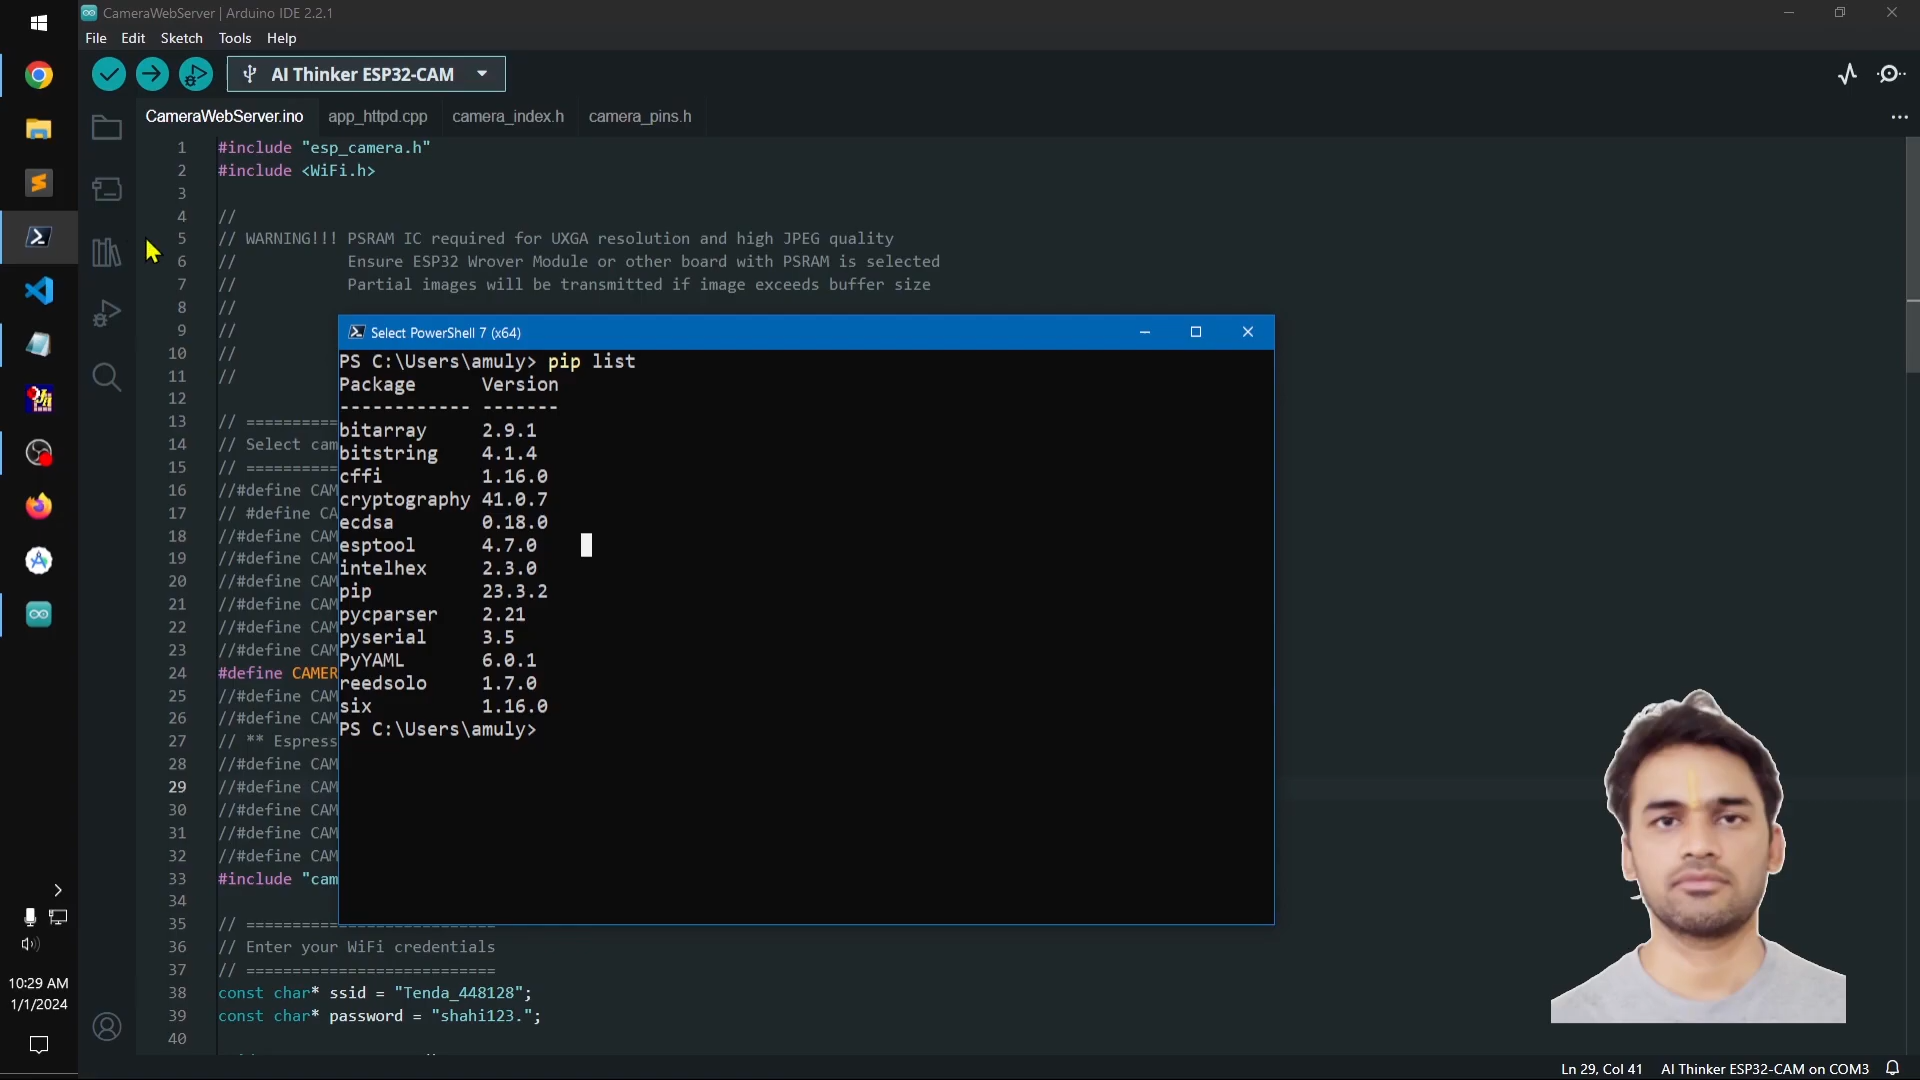 CameraWebServer | Arduino IDE 2.2.1
File Edit Sketch Tools Help
AI Thinker ESP32-CAM
CameraWebServer.ino app_httpd.cpp camera_index.h camera_pins.h
1 #include "esp_camera.h"
2 #include <WiFi.h>
3
4 //
5 // WARNING!!! PSRAM IC required for UXGA resolution and high JPEG quality
6 // Ensure ESP32 Wrover Module or other board with PSRAM is selected
7 // Partial images will be transmitted if image exceeds buffer size
8 //
9 //
10 //
11 //
12
13 // ==========
14 // Select cam
15 // ==========
16 //#define CAM
17 // #define CA
18 //#define CAM
19 //#define CAM
20 //#define CAM
21 //#define CAM
22 //#define CAM
23 //#define CAM
24 #define CAMER
25 //#define CAM
26 //#define CAM
27 // ** Espress
28 //#define CAM
29 //#define CAM
30 //#define CAM
31 //#define CAM
32 //#define CAM
33 #include "cam
34
35 // ===========================
36 // Enter your WiFi credentials
37 // ===========================
38 const char* ssid = "Tenda_448128";
39 const char* password = "shahi123.";
40
Select PowerShell 7 (x64)
PS C:\Users\amuly> pip list
Package Version
------------ -------
bitarray 2.9.1
bitstring 4.1.4
cffi 1.16.0
cryptography 41.0.7
ecdsa 0.18.0
esptool 4.7.0
intelhex 2.3.0
pip 23.3.2
pycparser 2.21
pyserial 3.5
PyYAML 6.0.1
reedsolo 1.7.0
six 1.16.0
PS C:\Users\amuly>
10:29 AM
1/1/2024
Ln 29, Col 41 AI Thinker ESP32-CAM on COM3